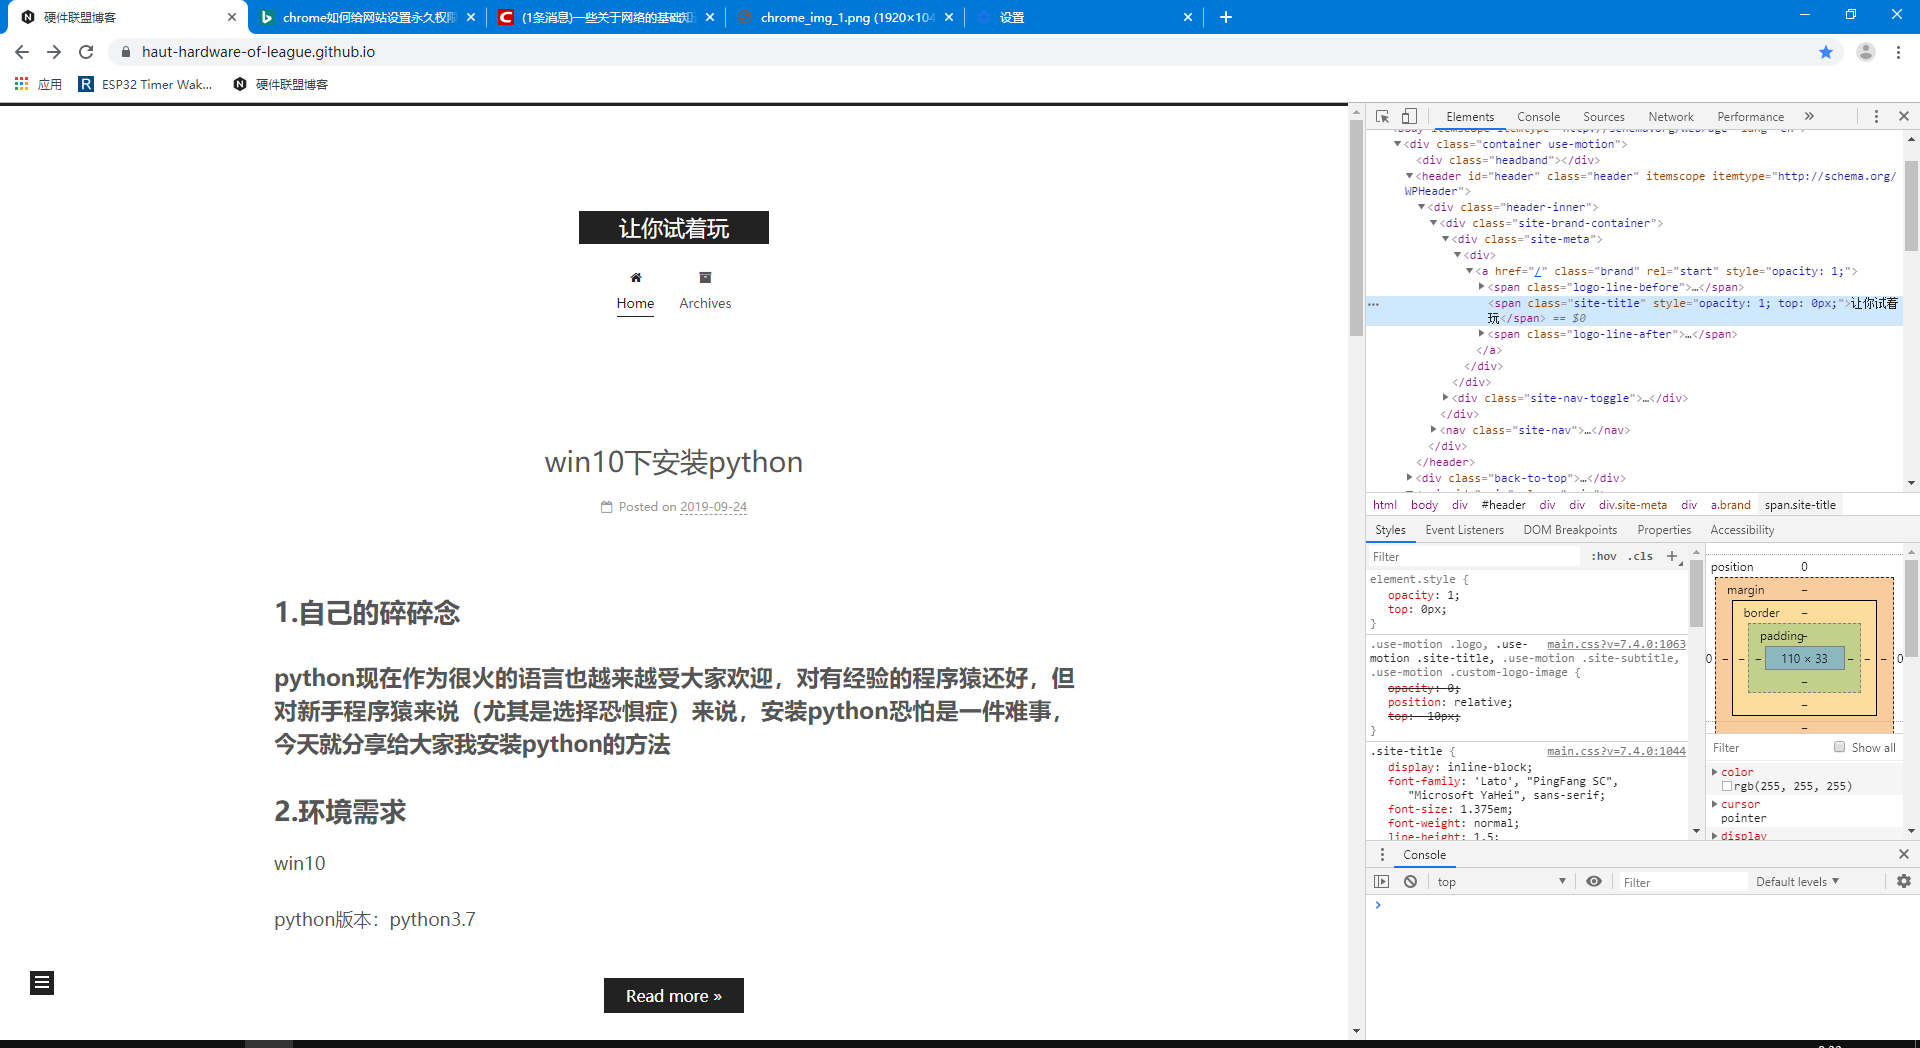 硬件联盟博客
chrome如何给网站设置永久权限
(1条消息)一些关于网络的基础知
chrome_img_1.png (1920×104
设置
haut-hardware-of-league.github.io
应用
ESP32 Timer Wak...
硬件联盟博客
让你试着玩
Home
Archives
win10下安装python
Posted on 2019-09-24
1.自己的碎碎念
python现在作为很火的语言也越来越受大家欢迎，对有经验的程序猿还好，但
对新手程序猿来说（尤其是选择恐惧症）来说，安装python恐怕是一件难事，
今天就分享给大家我安装python的方法
2.环境需求
win10
python版本：python3.7
Read more »
Elements Console Sources Network Performance »
<body itemscope itemtype="http://schema.org/WebPage" lang="en">
<div class="container use-motion">
<div class="headband"></div>
<header id="header" class="header" itemscope itemtype="http://schema.org/
WPHeader">
<div class="header-inner">
<div class="site-brand-container">
<div class="site-meta">
<div>
<a href="/" class="brand" rel="start" style="opacity: 1;">
<span class="logo-line-before">…</span>
<span class="site-title" style="opacity: 1; top: 0px;">让你试着
玩</span> == $0
<span class="logo-line-after">…</span>
</a>
</div>
</div>
<div class="site-nav-toggle">…</div>
</div>
<nav class="site-nav">…</nav>
</div>
</header>
<div class="back-to-top">…</div>
html body div #header div div div.site-meta div a.brand span.site-title
Styles Event Listeners DOM Breakpoints Properties Accessibility
Filter :hov .cls +
element.style {
opacity: 1;
top: 0px;
}
.use-motion .logo, .use- main.css?v=7.4.0:1063
motion .site-title, .use-motion .site-subtitle,
.use-motion .custom-logo-image {
opacity: 0;
position: relative;
top: -10px;
}
.site-title { main.css?v=7.4.0:1044
display: inline-block;
font-family: 'Lato', "PingFang SC",
"Microsoft YaHei", sans-serif;
font-size: 1.375em;
font-weight: normal;
line-height: 1.5;
position 0
margin –
border –
padding –
0 – – – 110 × 33 – – – 0
–
–
–
Filter Show all
color
rgb(255, 255, 255)
cursor
pointer
display
Console
top
Filter
Default levels